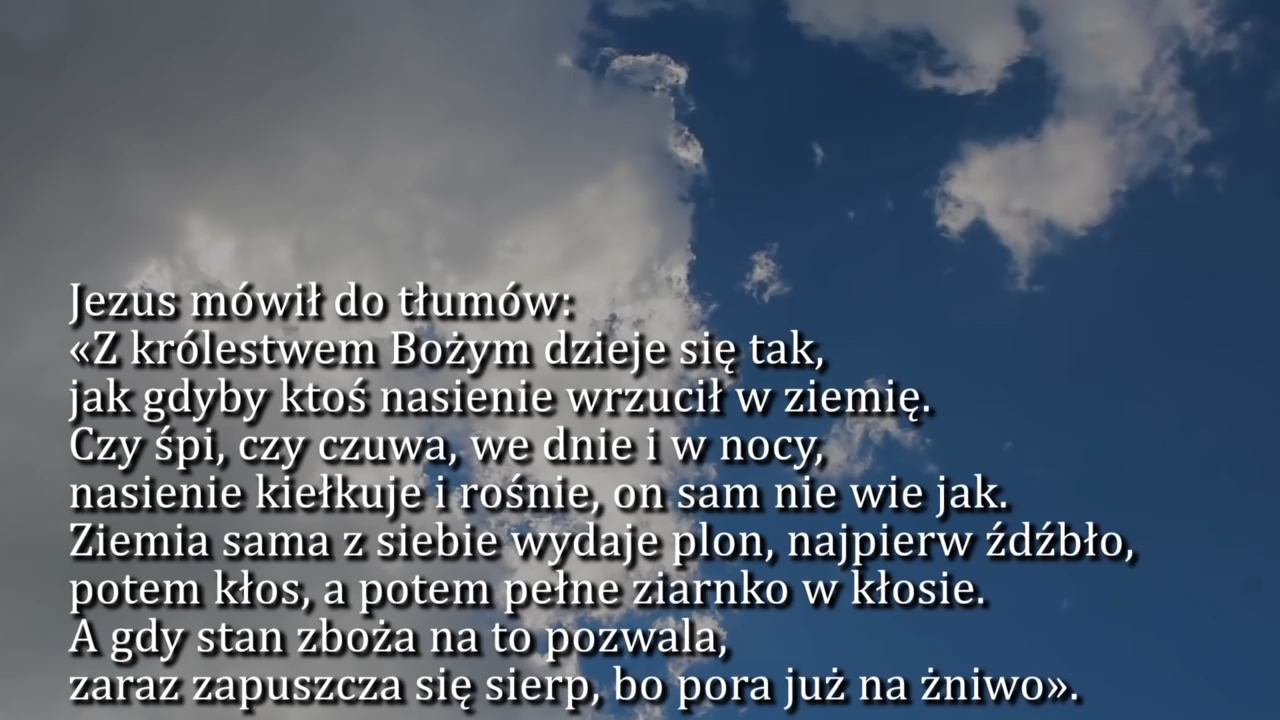 Jezus mówił do tłumów:
«Z królestwem Bożym dzieje się tak,
jak gdyby ktoś nasienie wrzucił w ziemię.
Czy śpi, czy czuwa, we dnie i w nocy,
nasienie kiełkuje i rośnie, on sam nie wie jak.
Ziemia sama z siebie wydaje plon, najpierw źdźbło,
potem kłos, a potem pełne ziarnko w kłosie.
A gdy stan zboża na to pozwala,
zaraz zapuszcza się sierp, bo pora już na żniwo».